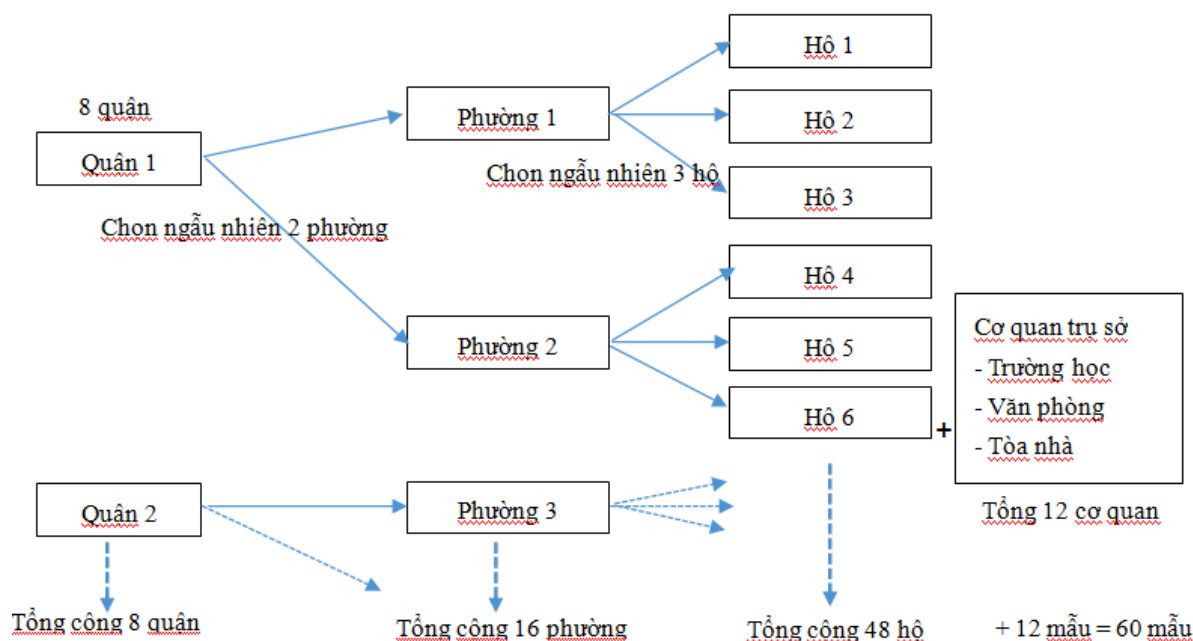 8 quận
Quận 1
Chọn ngẫu nhiên 2 phường
Phường 1
Chọn ngẫu nhiên 3 hộ
Hộ 1
Hộ 2
Hộ 3
Phường 2
Hộ 4
Hộ 5
Hộ 6
+
Cơ quan trụ sở
- Trường học
- Văn phòng
- Tòa nhà
Tổng 12 cơ quan
Quận 2
Phường 3
Tổng cộng 8 quận
Tổng cộng 16 phường
Tổng cộng 48 hộ
+ 12 mẫu = 60 mẫu